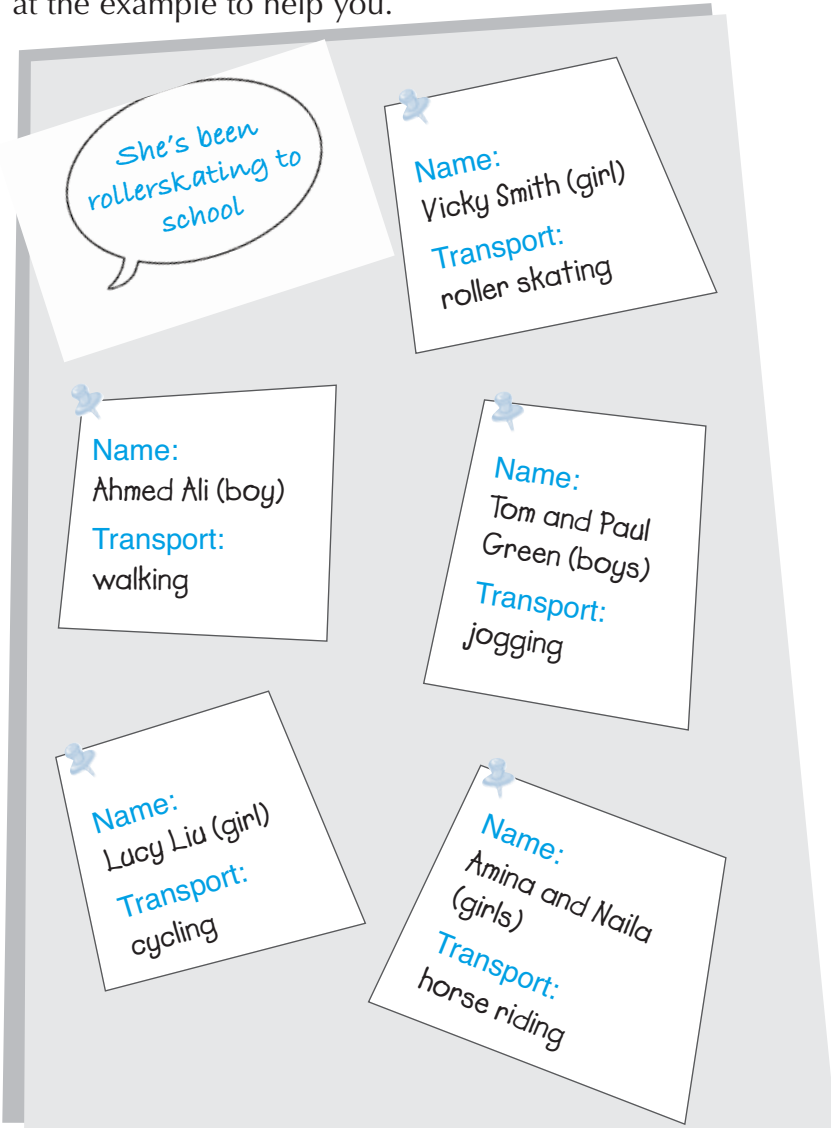 at the example to help you.
She's been
rollerskating to
school
Name:
Vicky Smith (girl)
Transport:
roller skating
Name:
Ahmed Ali (boy)
Transport:
walking
Name:
Tom and Paul
Green (boys)
Transport:
jogging
Name:
Lucy Liu (girl)
Transport:
cycling
Name:
Amina and Naila
(girls)
Transport:
horse riding